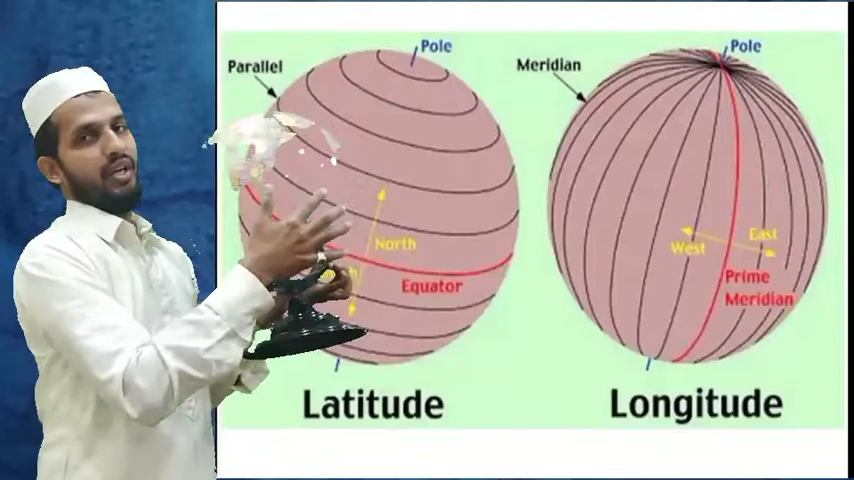 Pole
Parallel
North
Equator
Latitude
Pole
Meridian
East
West
Prime
Meridian
Longitude